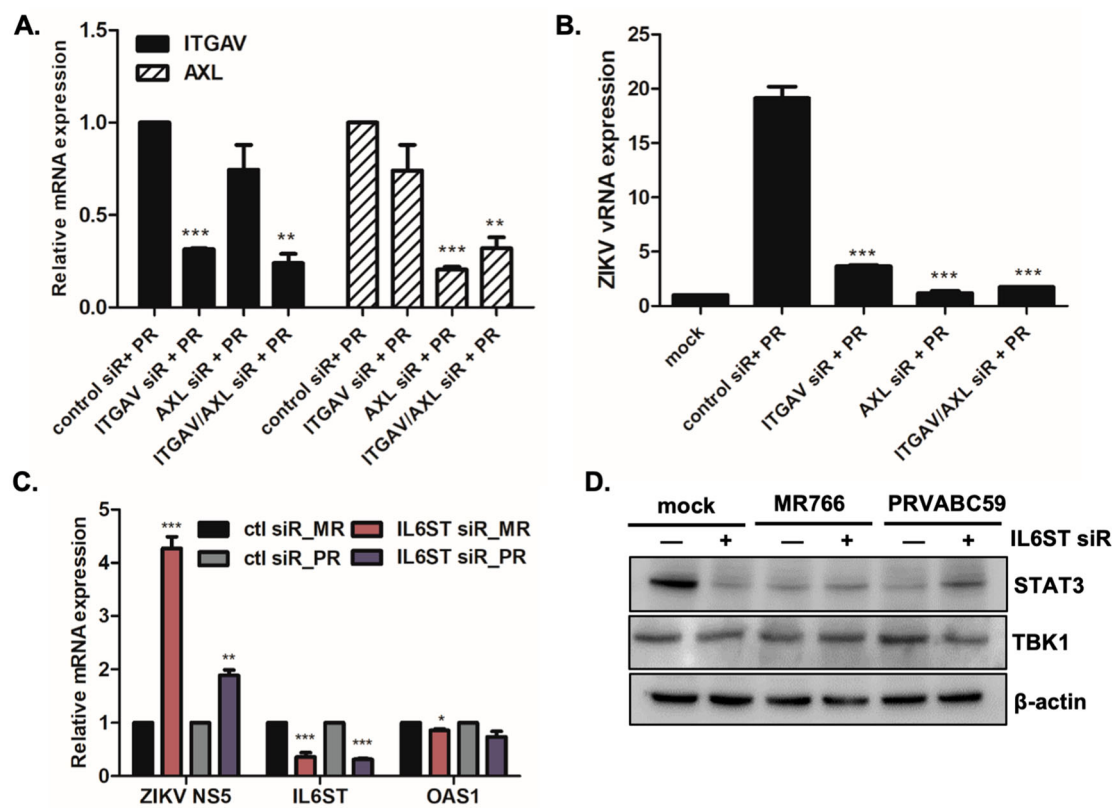 A.
Relative mRNA expression
1.5
1.0
0.5
0.0
ITGAV
AXL
***
**
***
**
control siR+ PR
ITGAV siR + PR
AXL siR + PR
ITGAV/AXL siR + PR
control siR+ PR
ITGAV siR + PR
AXL siR + PR
ITGAV/AXL siR + PR
B.
ZIKV vRNA expression
25
20
15
10
5
0
***
***
***
mock
control siR+ PR
ITGAV siR + PR
AXL siR + PR
ITGAV/AXL siR + PR
C.
Relative mRNA expression
5
4
3
2
1
0
ctl siR_MR
IL6ST siR_MR
ctl siR_PR
IL6ST siR_PR
***
**
***
***
*
ZIKV NS5
IL6ST
OAS1
D.
mock MR766 PRVABC59
— + — + — + IL6ST siR
STAT3
TBK1
β-actin